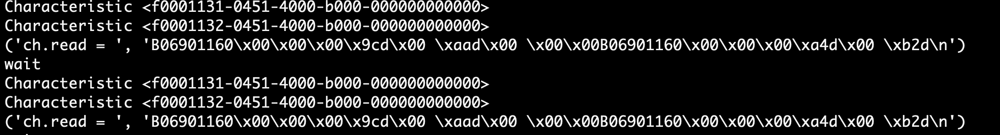 Characteristic <f0001131-0451-4000-b000-000000000000>
Characteristic <f0001132-0451-4000-b000-000000000000>
('ch.read = ', 'B06901160\x00\x00\x00\x9cd\x00 \xaad\x00 \x00\x00B06901160\x00\x00\x00\xa4d\x00 \xb2d\n')
wait
Characteristic <f0001131-0451-4000-b000-000000000000>
Characteristic <f0001132-0451-4000-b000-000000000000>
('ch.read = ', 'B06901160\x00\x00\x00\x9cd\x00 \xaad\x00 \x00\x00B06901160\x00\x00\x00\xa4d\x00 \xb2d\n')